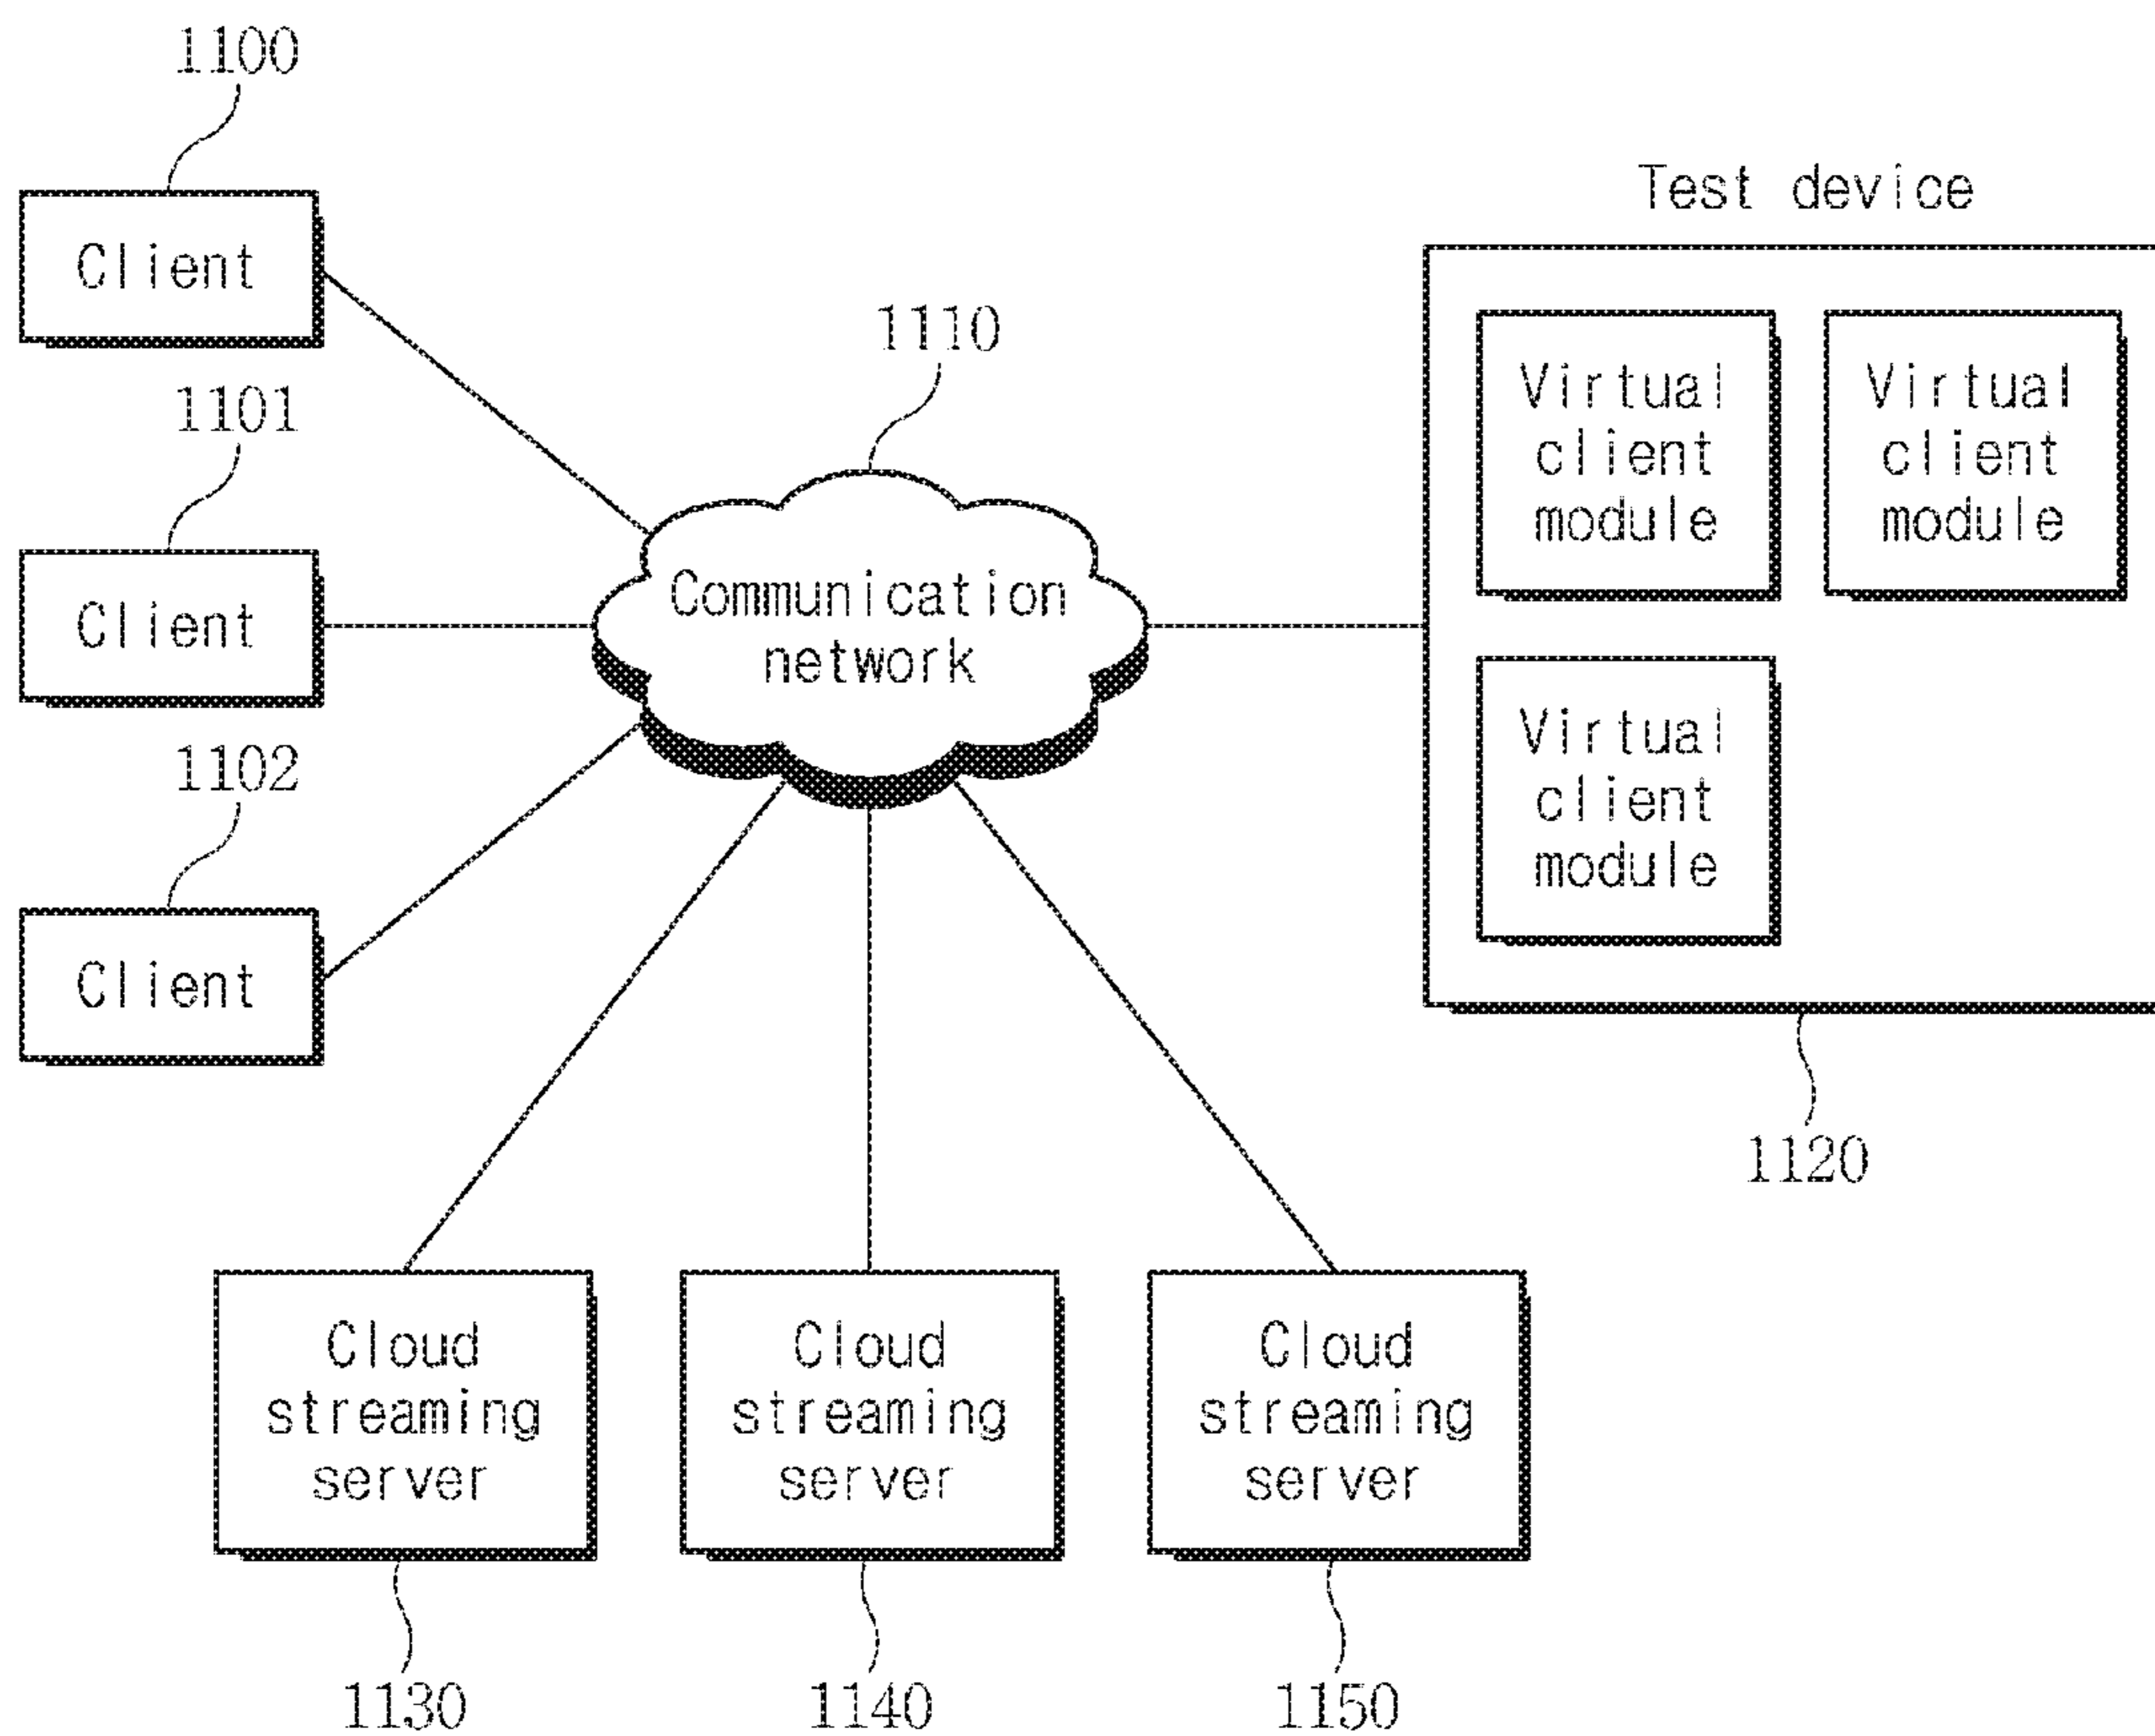 1100
Client
1101
Client
1102
Client
1110
Communication
network
Test device
Virtual
client
module
Virtual
client
module
Virtual
client
module
1120
Cloud
streaming
server
1130
Cloud
streaming
server
1140
Cloud
streaming
server
1150